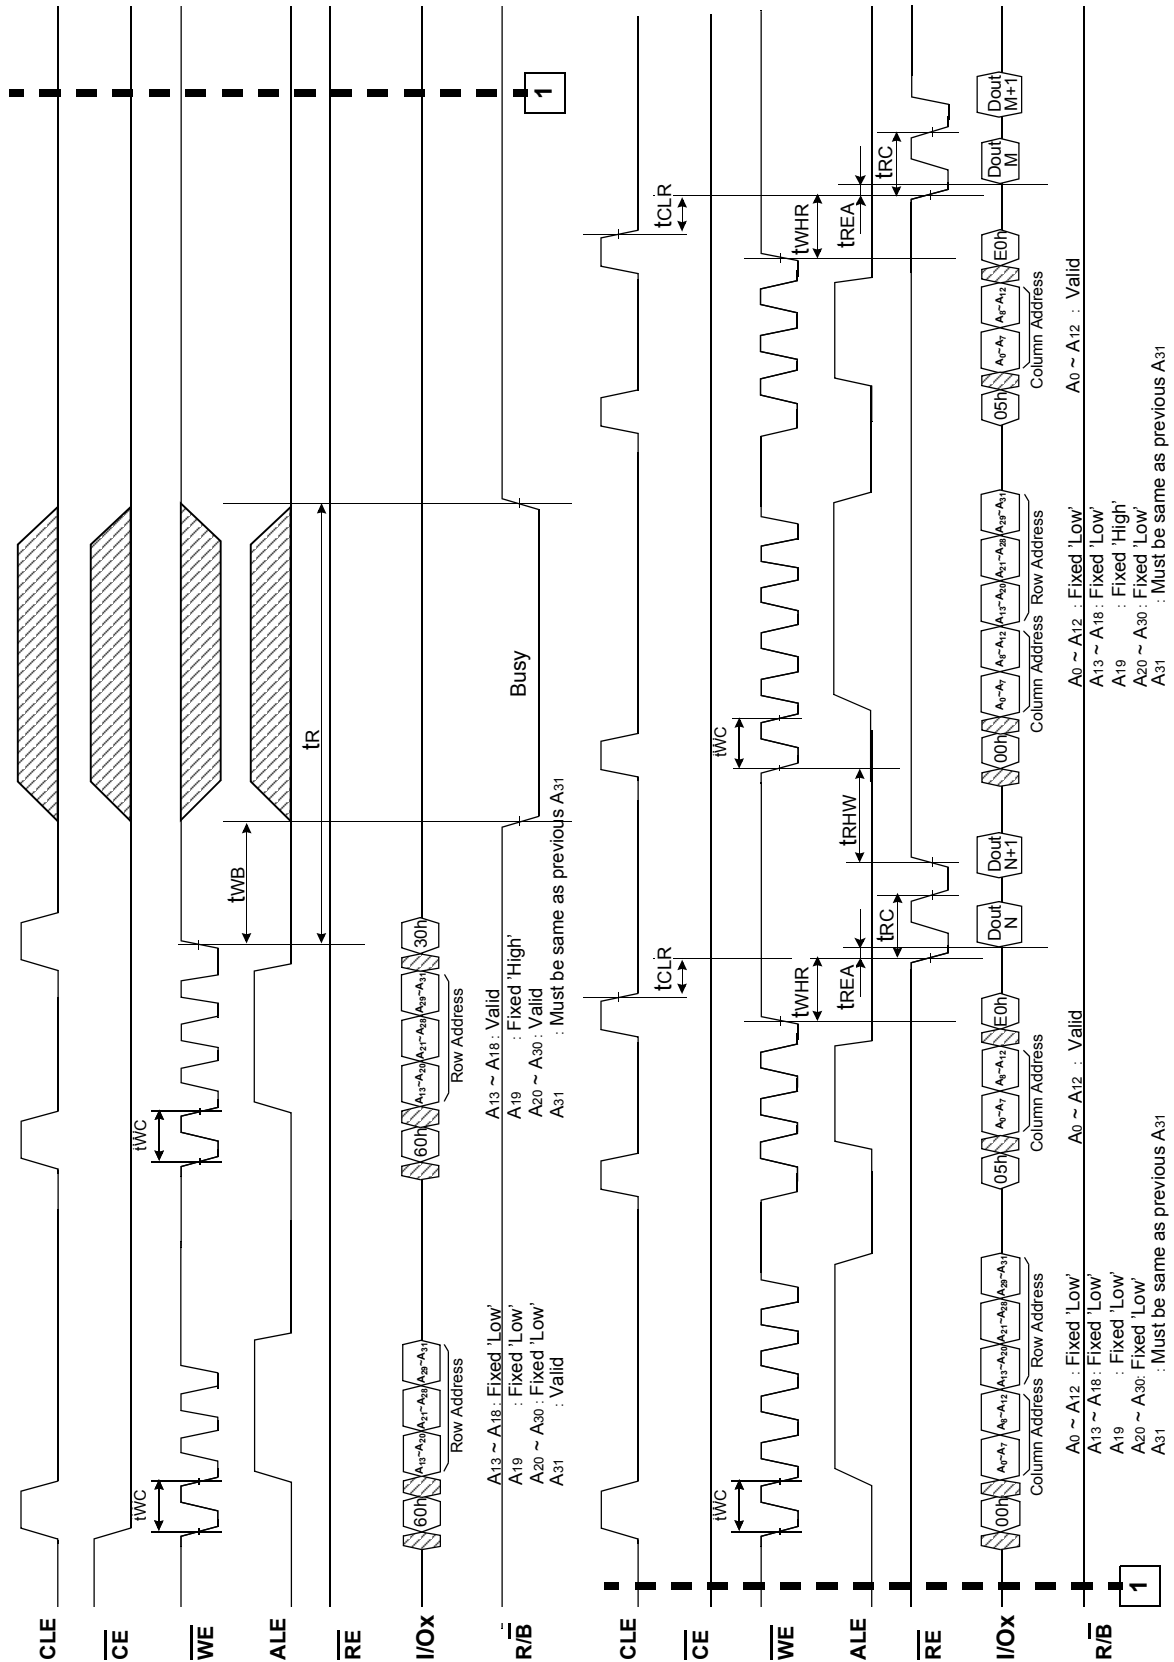 CLE
CE
WE
ALE
RE
I/Ox
R/B
tWC
tWC
tWB
tR
Busy
60h A13~A20 A21~A28 A29~A31
Row Address
60h A13~A20 A21~A28 A29~A31 30h
Row Address
A13 ~ A18 : Fixed 'Low'
A19 : Fixed 'Low'
A20 ~ A30 : Fixed 'Low'
A31 : Valid
A13 ~ A18 : Valid
A19 : Fixed 'High'
A20 ~ A30 : Valid
A31 : Must be same as previous A31
1
CLE
CE
WE
ALE
RE
I/Ox
R/B
1
tWC
tCLR
tWHR
tREA
tRC
tRHW
tWC
tCLR
tWHR
tREA
tRC
00h A0~A7 A8~A12 A13~A20 A21~A28 A29~A31
Column Address Row Address
05h A0~A7 A8~A12 E0h
Column Address
Dout N
Dout N+1
00h A0~A7 A8~A12 A13~A20 A21~A28 A29~A31
Column Address Row Address
05h A0~A7 A8~A12 E0h
Column Address
Dout M
Dout M+1
A0 ~ A12 : Fixed 'Low'
A13 ~ A18 : Fixed 'Low'
A19 : Fixed 'Low'
A20 ~ A30: Fixed 'Low'
A31 : Must be same as previous A31
A0 ~ A12 : Valid
A0 ~ A12 : Fixed 'Low'
A13 ~ A18 : Fixed 'Low'
A19 : Fixed 'High'
A20 ~ A30 : Fixed 'Low'
A31 : Must be same as previous A31
A0 ~ A12 : Valid